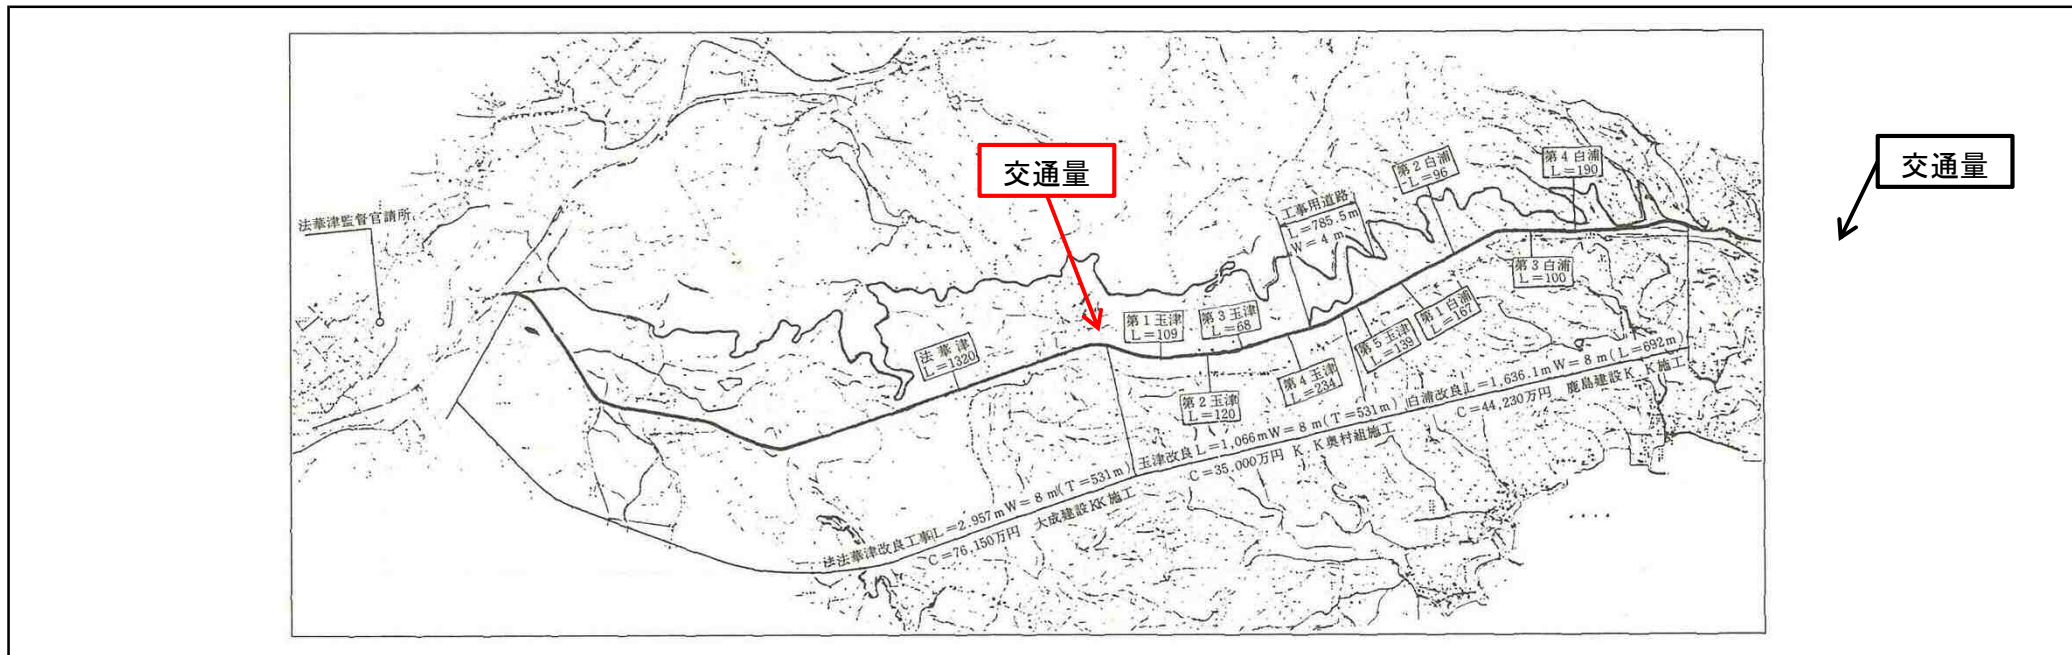 交通量
交通量
法華津監督官詰所
法華津
L=1320
第1玉津
L=109
第2玉津
L=120
第3玉津
L=68
第4玉津
L=234
第5玉津
L=139
工事用道路
L=785.5m
W=4m
第1白浦
L=167
第2白浦
L=96
第3白浦
L=100
第4白浦
L=190
法華津改良工事L=2.957mW=8m(T=531m)
C=76,150万円 大成建設KK施工
玉津改良L=1,066mW=8m(T=531m)
C=35.000万円 K.K奥村組施工
白浦改良L=1,636.1mW=8m(L=692m)
C=44,230万円 鹿島建設K.K施工